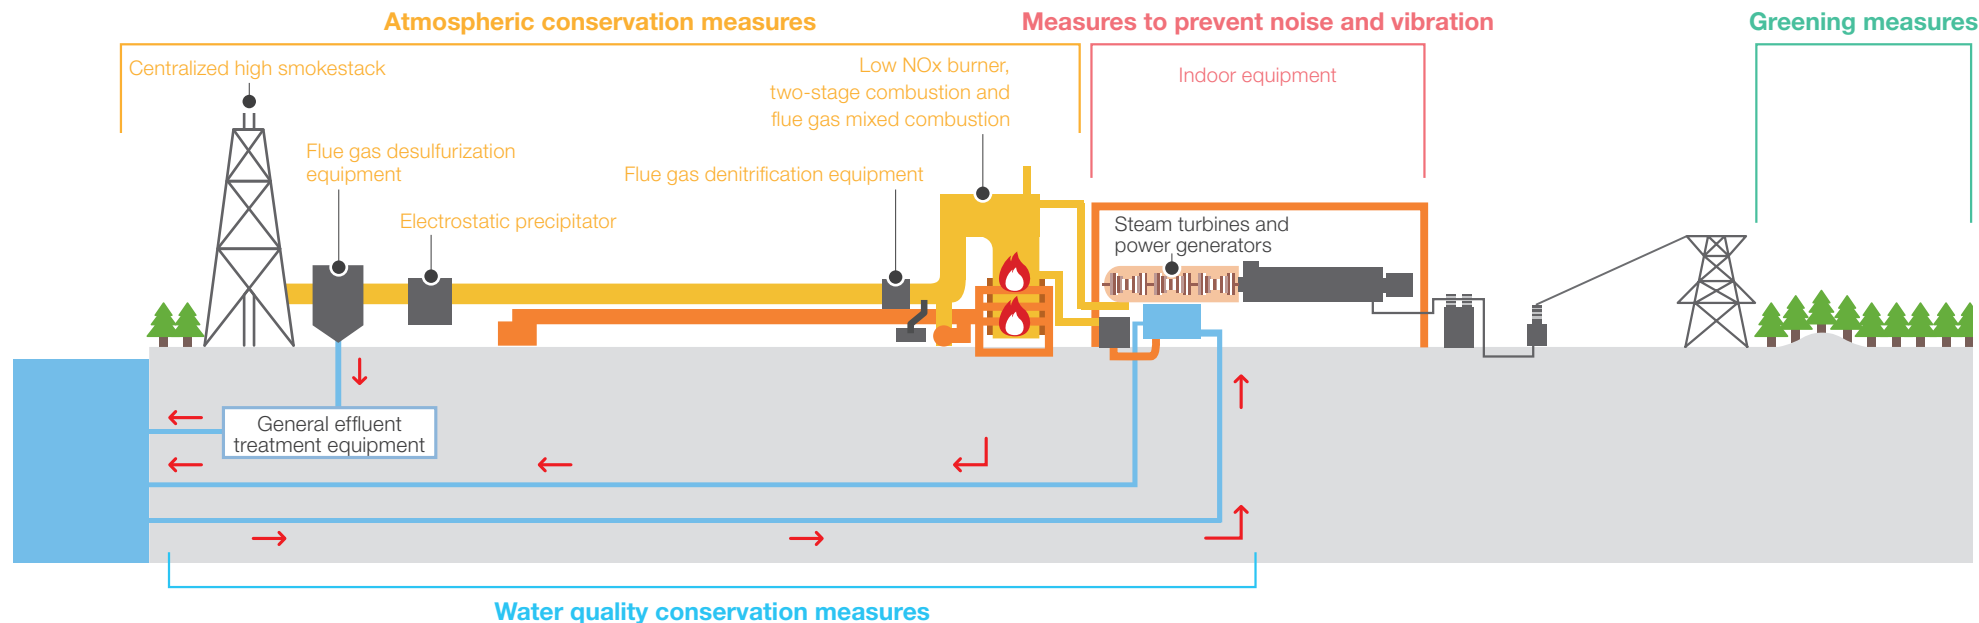 Atmospheric conservation measures
Measures to prevent noise and vibration
Greening measures
Centralized high smokestack
Low NOx burner,
two-stage combustion and
flue gas mixed combustion
Indoor equipment
Flue gas desulfurization
equipment
Flue gas denitrification equipment
Electrostatic precipitator
Steam turbines and
power generators
General effluent
treatment equipment
Water quality conservation measures